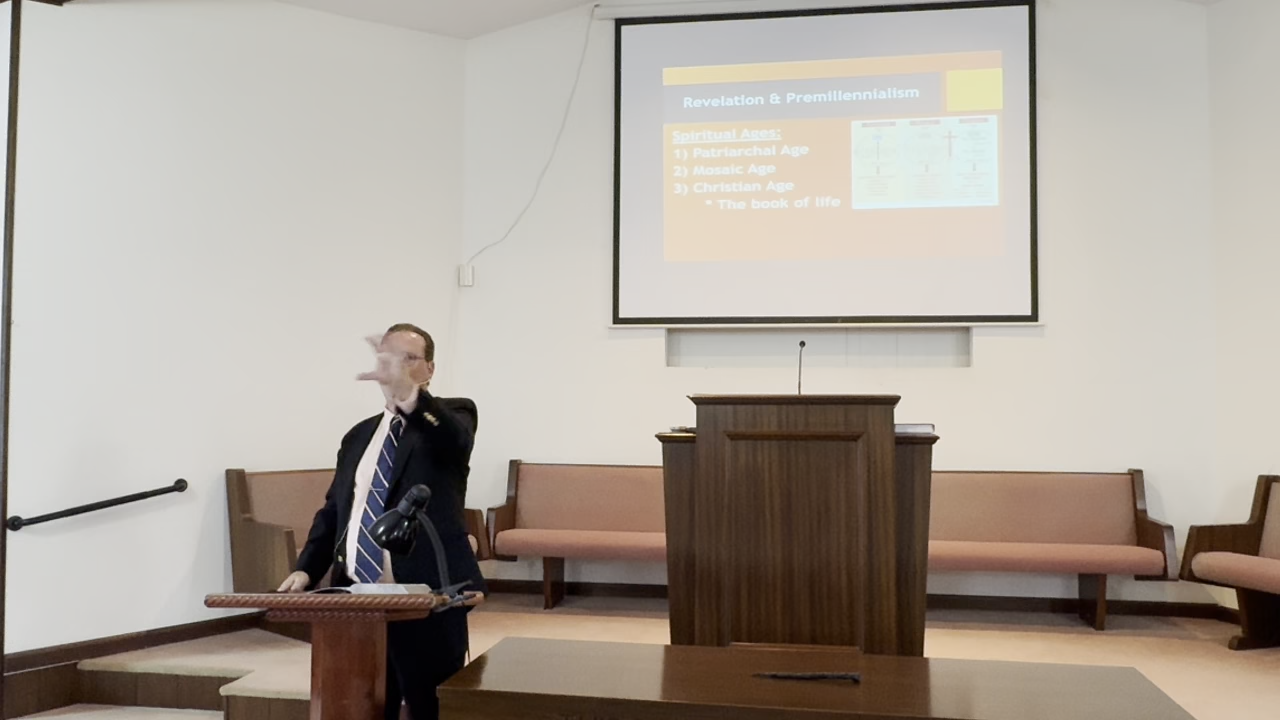 Revelation & Premillennialism
Spiritual Ages:
1) Patriarchal Age
2) Mosaic Age
3) Christian Age
* The book of life